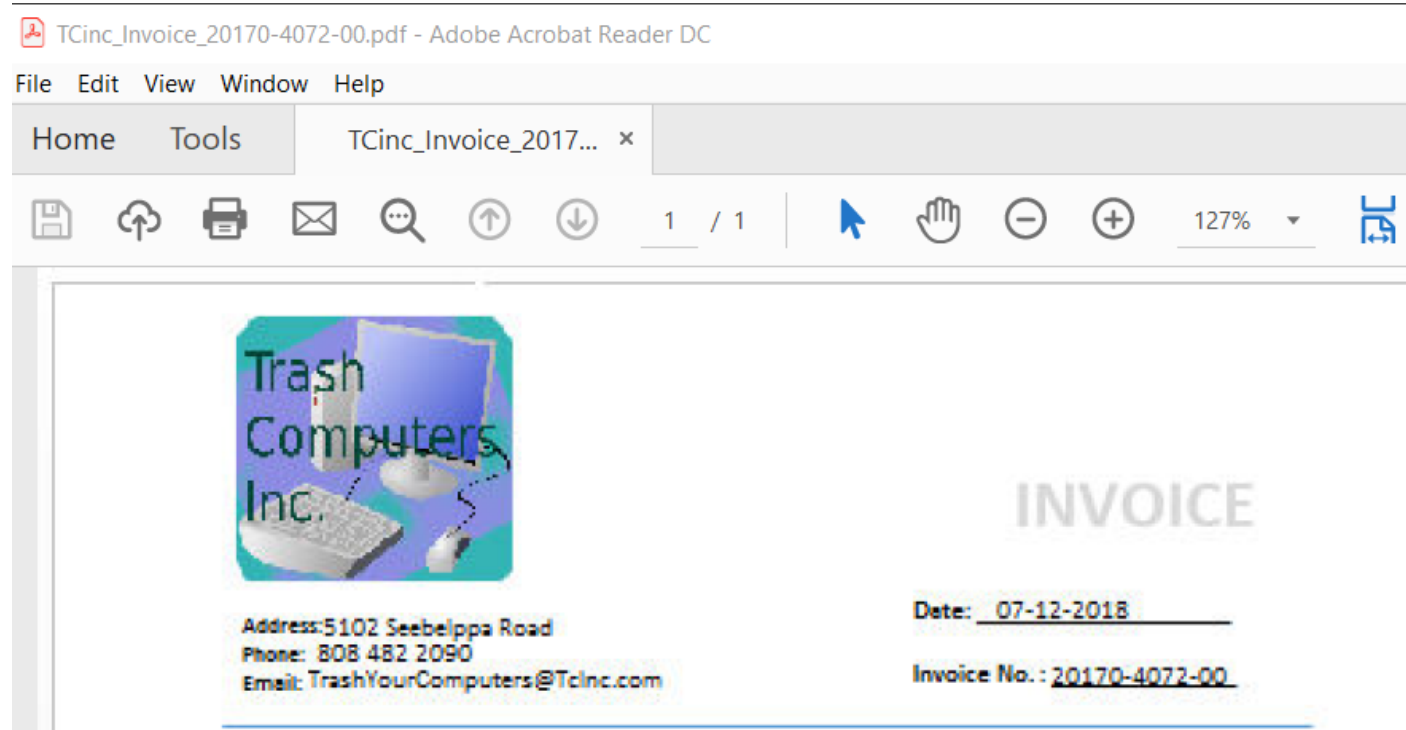 TCinc_Invoice_20170-4072-00.pdf - Adobe Acrobat Reader DC
File Edit View Window Help
Home Tools TCinc_Invoice_2017... ×
1 / 1 127%
Trash
Computers
Inc.
INVOICE
Address:5102 Seebelppa Road
Phone: 808 482 2090
Email: TrashYourComputers@TcInc.com
Date: 07-12-2018
Invoice No. : 20170-4072-00